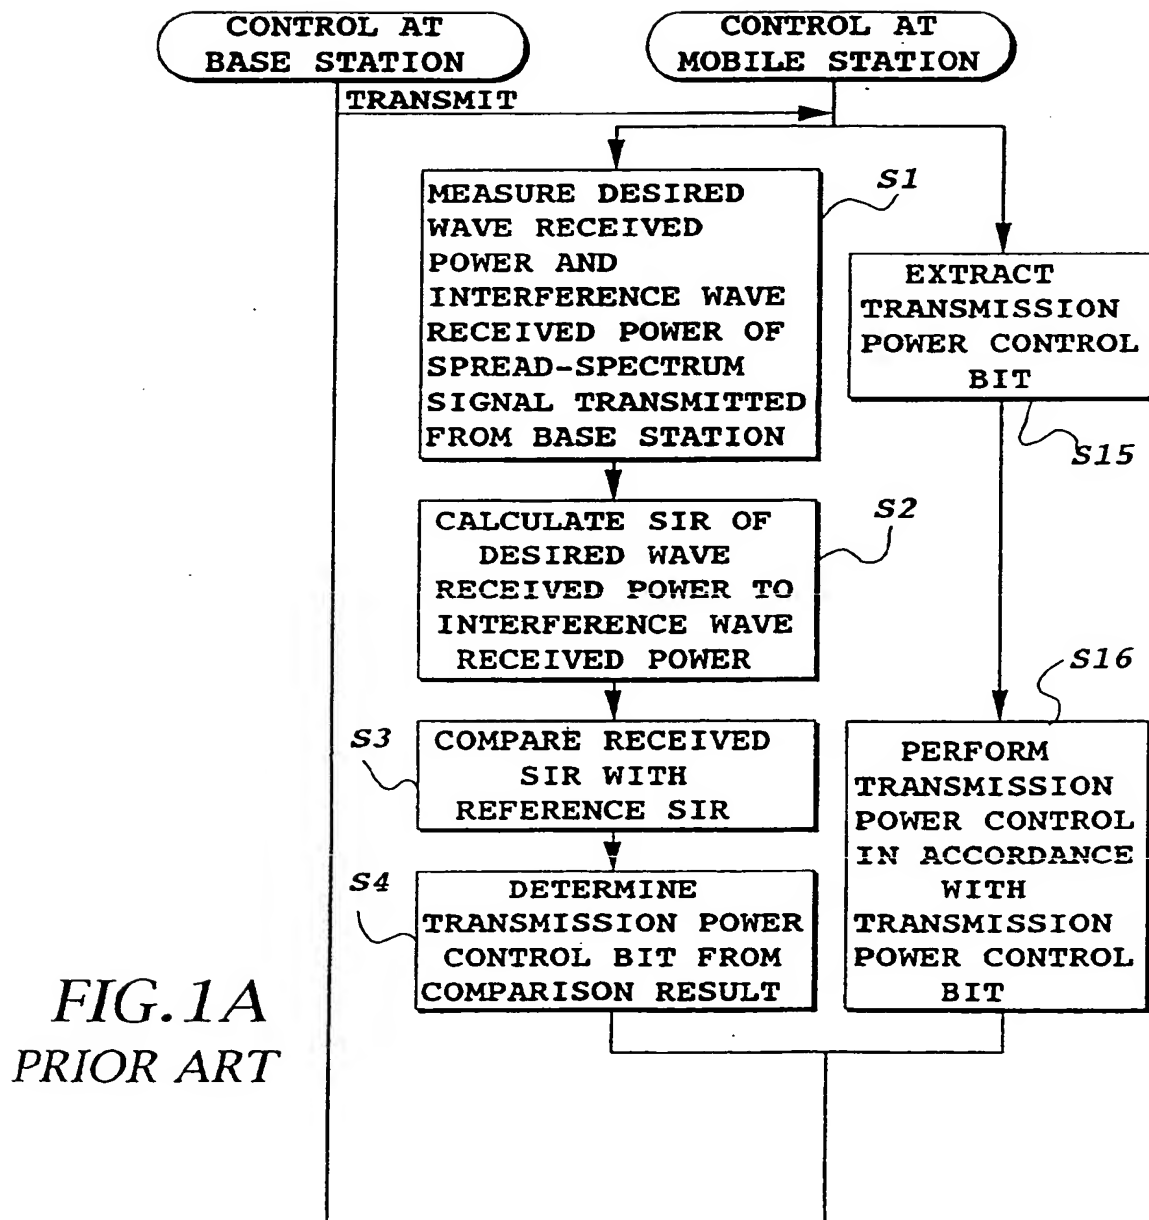 CONTROL AT
BASE STATION
CONTROL AT
MOBILE STATION
TRANSMIT
MEASURE DESIRED
WAVE RECEIVED
POWER AND
INTERFERENCE WAVE
RECEIVED POWER OF
SPREAD-SPECTRUM
SIGNAL TRANSMITTED
FROM BASE STATION
S1
EXTRACT
TRANSMISSION
POWER CONTROL
BIT
S15
CALCULATE SIR OF
DESIRED WAVE
RECEIVED POWER TO
INTERFERENCE WAVE
RECEIVED POWER
S2
S16
S3
COMPARE RECEIVED
SIR WITH
REFERENCE SIR
PERFORM
TRANSMISSION
POWER CONTROL
IN ACCORDANCE
WITH
TRANSMISSION
POWER CONTROL
BIT
S4
DETERMINE
TRANSMISSION POWER
CONTROL BIT FROM
COMPARISON RESULT
FIG.1A
PRIOR ART